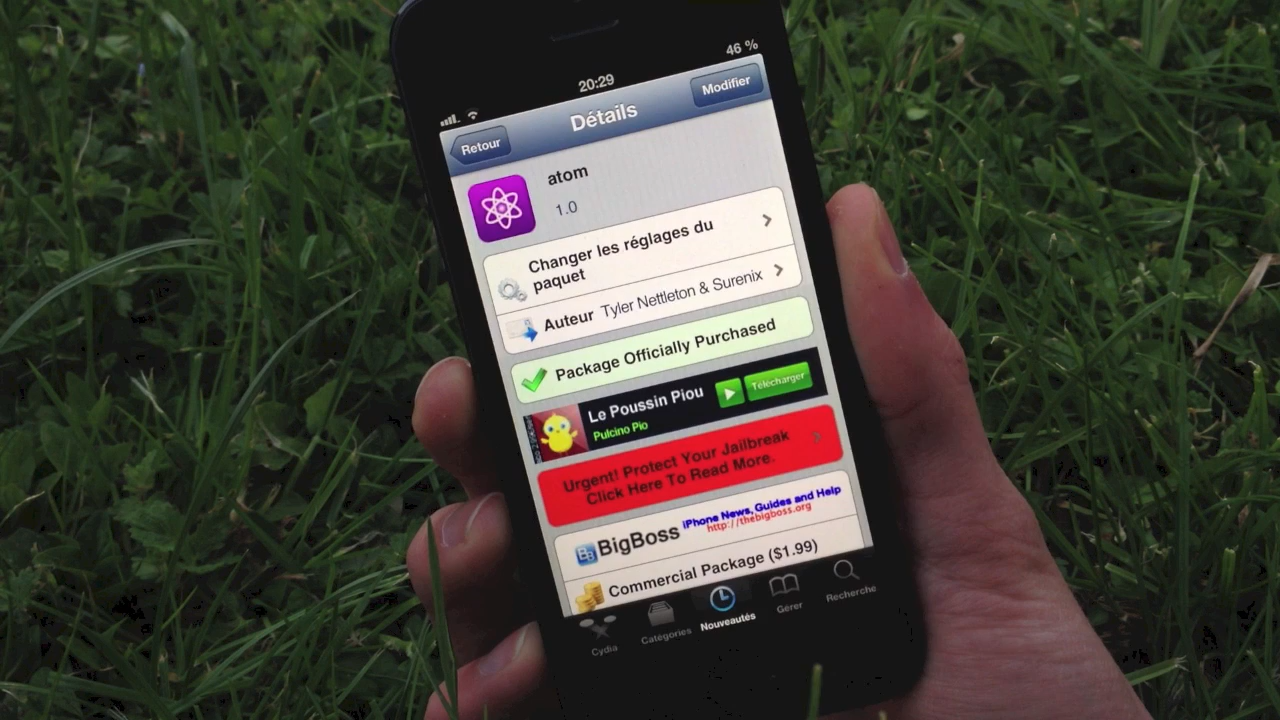 20:29
46 %
Retour
Détails
Modifier
atom
1.0
Changer les réglages du
paquet
Auteur Tyler Nettleton & Surenix
Package Officially Purchased
Le Poussin Piou
Pulcino Pio
Télécharger
Urgent! Protect Your Jailbreak
Click Here To Read More.
BigBoss
iPhone News, Guides and Help
http://thebigboss.org
Commercial Package ($1.99)
Cydia
Catégories
Nouveautés
Gérer
Recherche